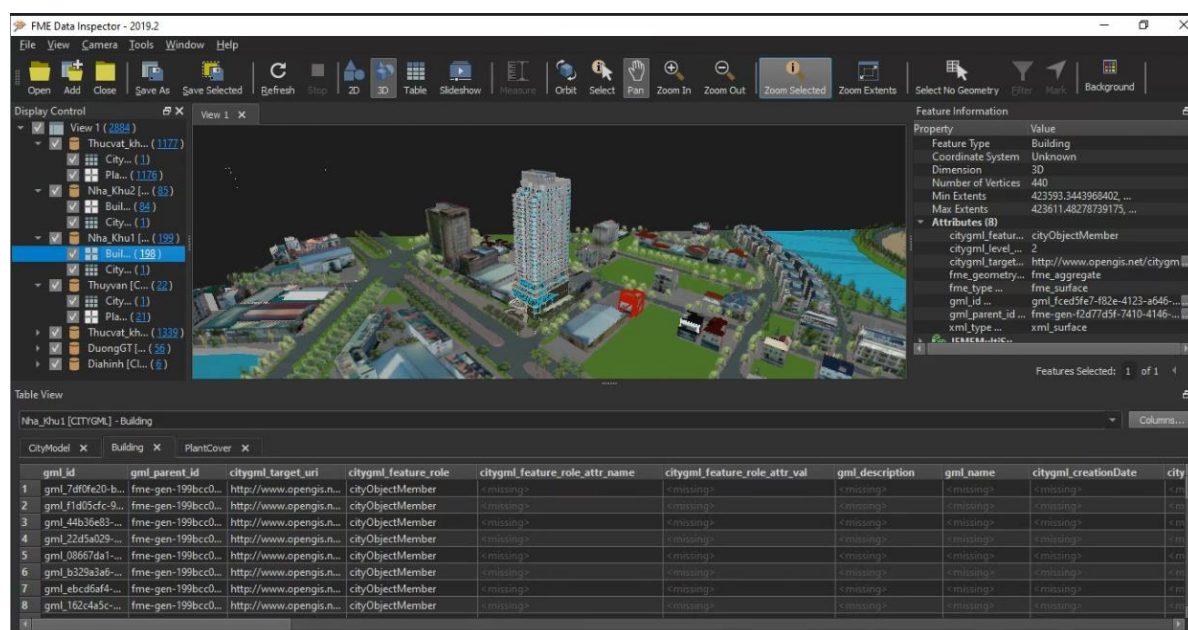 FME Data Inspector - 2019.2
File View Camera Tools Window Help
Open Add Close Save As Save Selected Refresh Stop 2D 3D Table Slideshow Measure Orbit Select Pan Zoom In Zoom Out Zoom Selected Zoom Extents Select No Geometry Filter Mark Background
Display Control
View 1 (2884)
Thucvat_kh... (1177)
City... (1)
Pla... (1176)
Nha_Khu2 [... (85)
Buil... (84)
City... (1)
Nha_Khu1 [... (199)
Buil... (198)
City... (1)
Thuyvan [C... (22)
City... (1)
Pla... (21)
Thucvat_kh... (1339)
DuongGT [... (56)
Diahinh [Cl... (6)
View 1
Feature Information
Property Value
Feature Type Building
Coordinate System Unknown
Dimension 3D
Number of Vertices 440
Min Extents 423593.3443968402, ...
Max Extents 423611.48278739175, ...
Attributes (8)
citygml_featur... cityObjectMember
citygml_level_... 2
citygml_target... http://www.opengis.net/citygm
fme_geometry... fme_aggregate
fme_type ... fme_surface
gml_id ... gml_fced5fe7-f82e-4123-a646-...
gml_parent_id ... fme-gen-f2d77d5f-7410-4146-...
xml_type ... xml_surface
Features Selected: 1 of 1
Table View
Nha_Khu1 [CITYGML] - Building
Columns...
CityModel Building PlantCover
gml_id gml_parent_id citygml_target_uri citygml_feature_role citygml_feature_role_attr_name citygml_feature_role_attr_val gml_description gml_name citygml_creationDate city
1 gml_7df0fe20-b... fme-gen-199bcc0... http://www.opengis.n... cityObjectMember <missing> <missing> <missing> <missing> <missing> <m
2 gml_f1d05cfc-9... fme-gen-199bcc0... http://www.opengis.n... cityObjectMember <missing> <missing> <missing> <missing> <missing> <m
3 gml_44b36e83-... fme-gen-199bcc0... http://www.opengis.n... cityObjectMember <missing> <missing> <missing> <missing> <missing> <m
4 gml_22d5a029-... fme-gen-199bcc0... http://www.opengis.n... cityObjectMember <missing> <missing> <missing> <missing> <missing> <m
5 gml_08667da1-... fme-gen-199bcc0... http://www.opengis.n... cityObjectMember <missing> <missing> <missing> <missing> <missing> <m
6 gml_b329a3a6-... fme-gen-199bcc0... http://www.opengis.n... cityObjectMember <missing> <missing> <missing> <missing> <missing> <m
7 gml_ebcd6af4-... fme-gen-199bcc0... http://www.opengis.n... cityObjectMember <missing> <missing> <missing> <missing> <missing> <m
8 gml_162c4a5c-... fme-gen-199bcc0... http://www.opengis.n... cityObjectMember <missing> <missing> <missing> <missing> <missing> <m